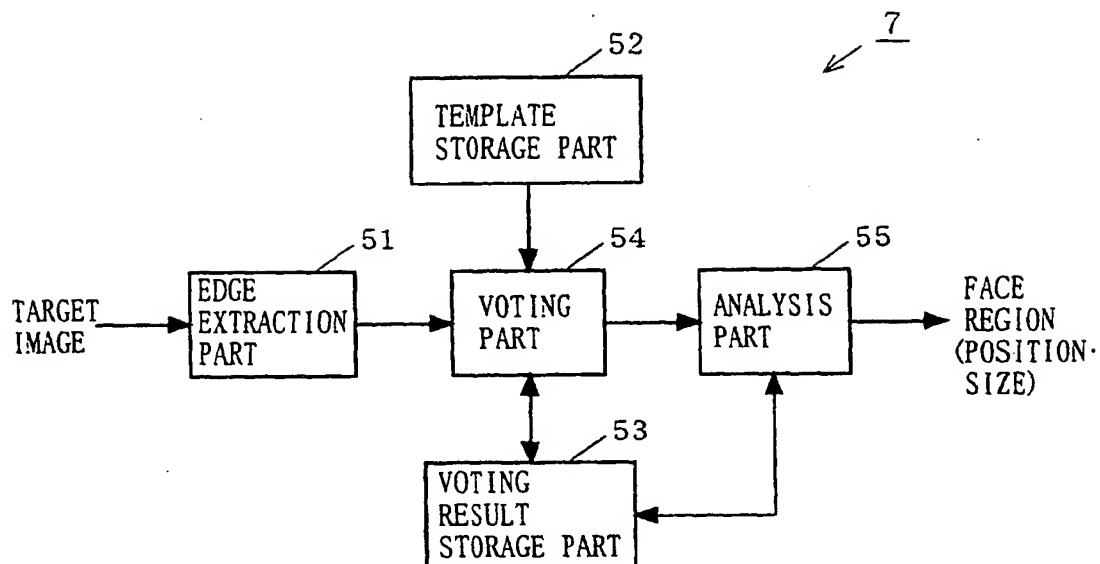 7
52
TEMPLATE
STORAGE PART
51
54
55
TARGET
IMAGE
EDGE
EXTRACTION
PART
VOTING
PART
ANALYSIS
PART
FACE
REGION
(POSITION·
SIZE)
53
VOTING
RESULT
STORAGE PART